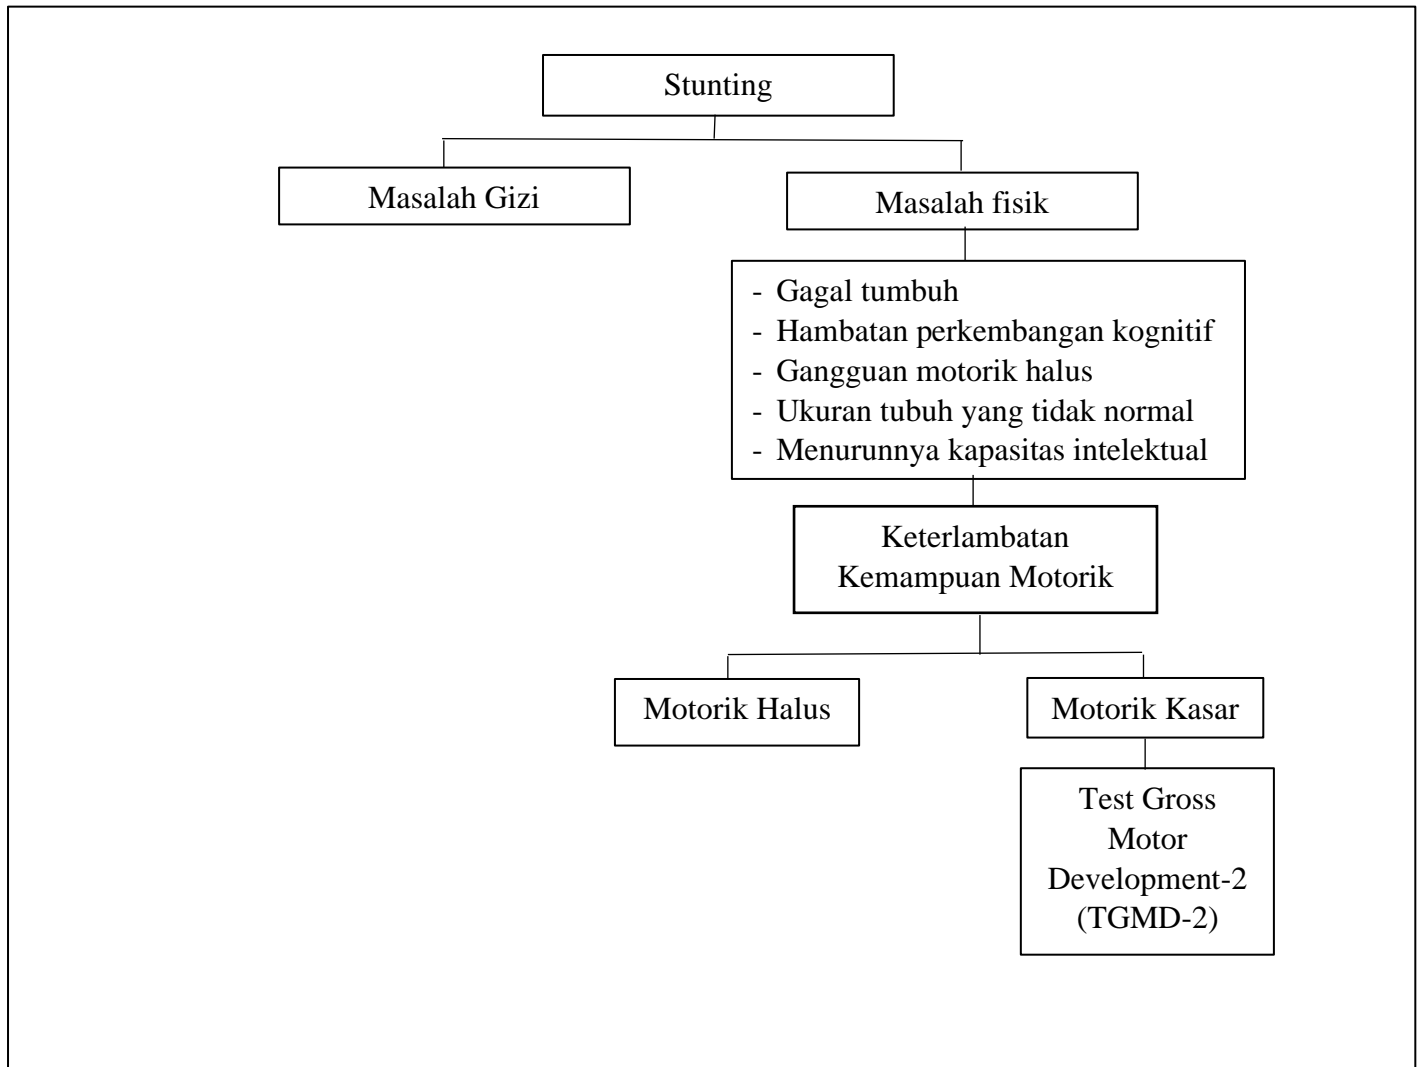 Stunting
Masalah Gizi
Masalah fisik
- Gagal tumbuh
- Hambatan perkembangan kognitif
- Gangguan motorik halus
- Ukuran tubuh yang tidak normal
- Menurunnya kapasitas intelektual
Keterlambatan
Kemampuan Motorik
Motorik Halus
Motorik Kasar
Test Gross
Motor
Development-2
(TGMD-2)